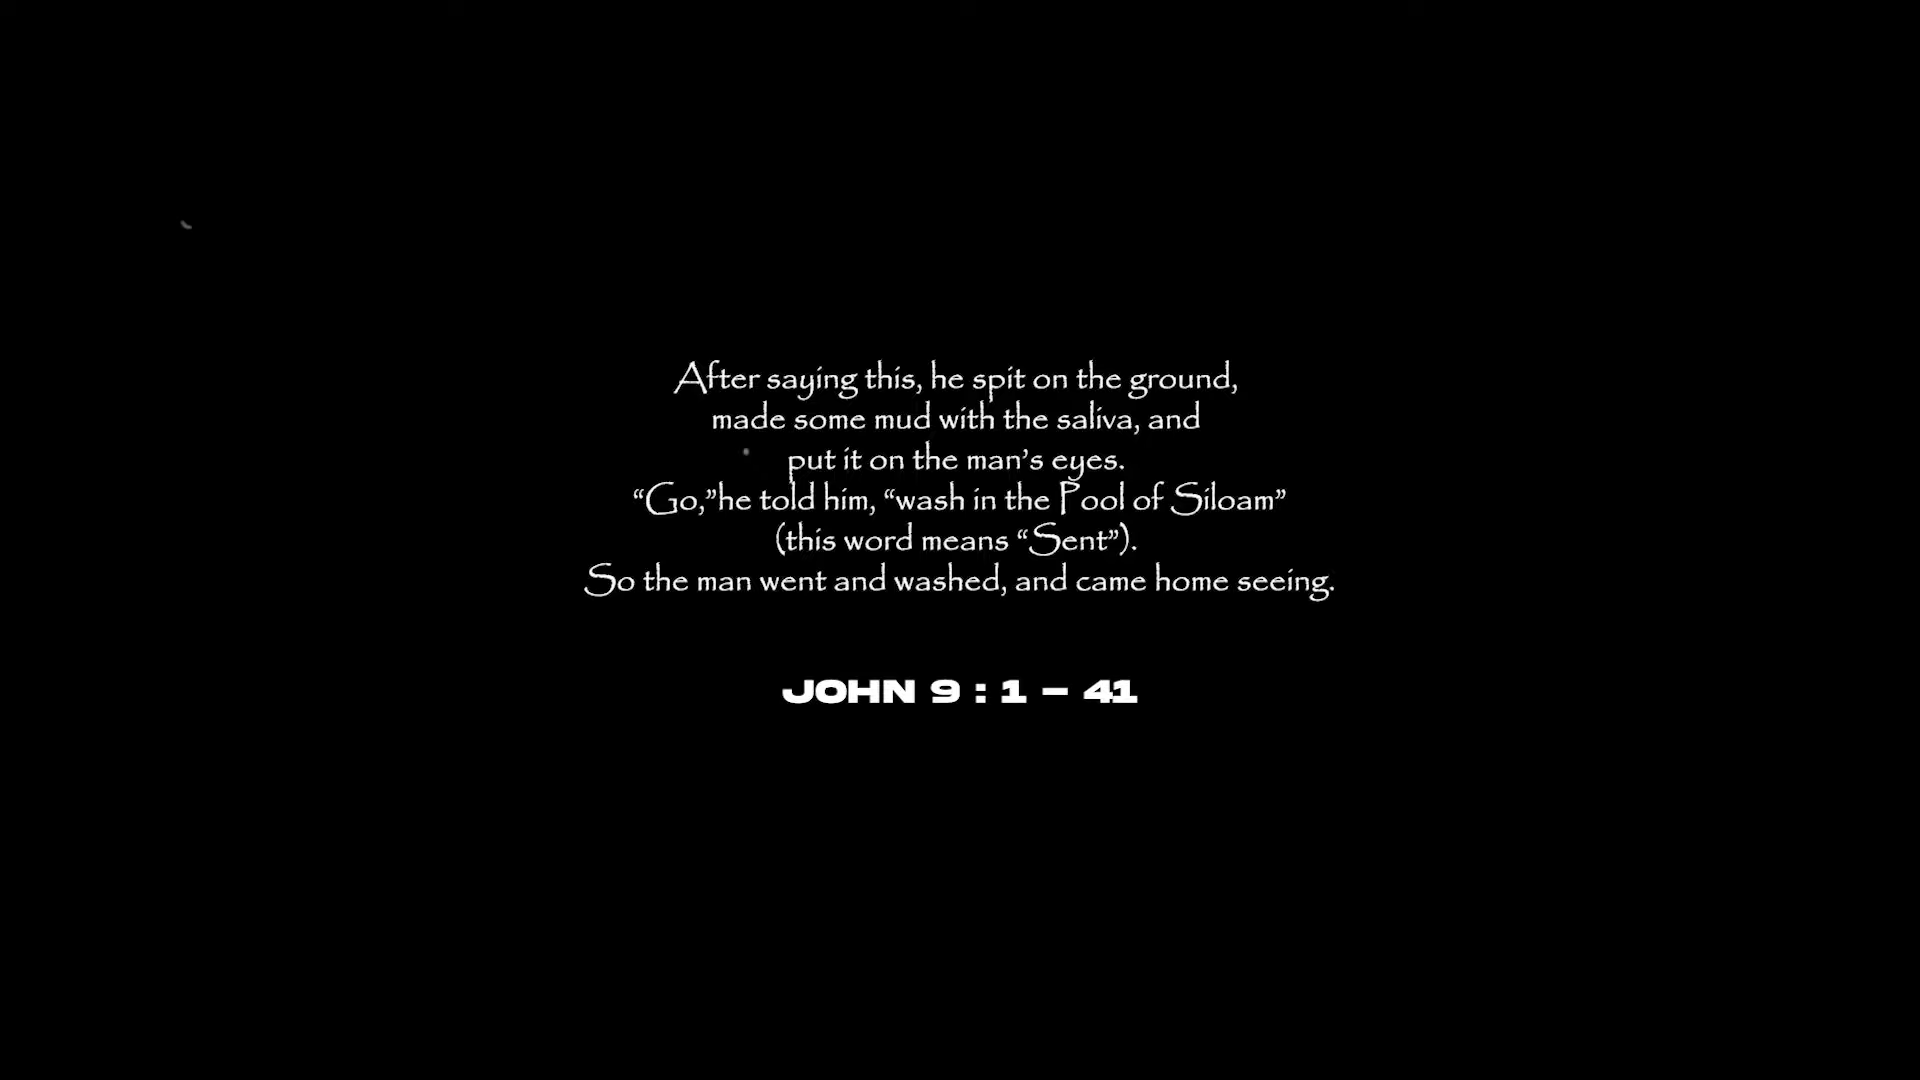 After saying this, he spit on the ground,
made some mud with the saliva, and
put it on the man’s eyes.
“Go,”he told him, “wash in the Pool of Siloam”
(this word means “Sent”).
So the man went and washed, and came home seeing.
JOHN 9 : 1 – 41